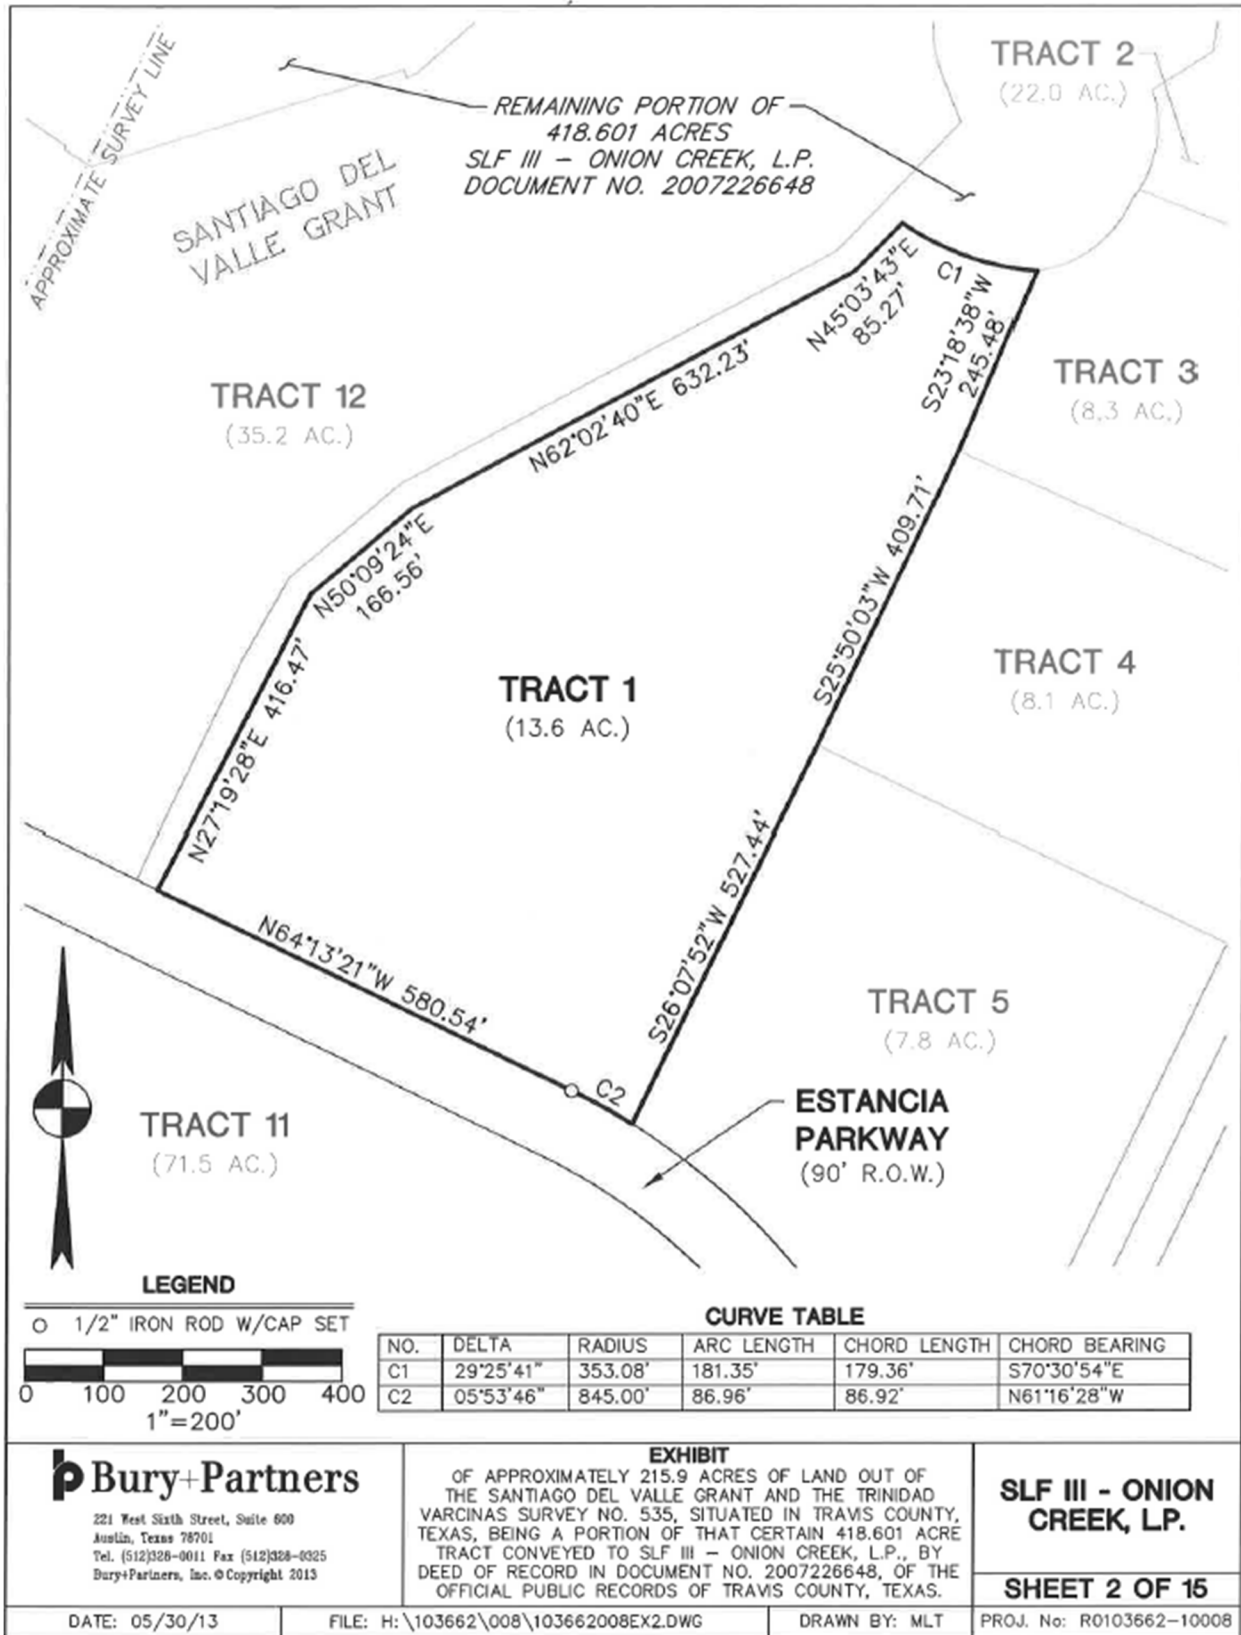 TRACT 2
(22.0 AC.)
REMAINING PORTION OF
418.601 ACRES
SLF III – ONION CREEK, L.P.
DOCUMENT NO. 2007226648
APPROXIMATE SURVEY LINE
SANTIAGO DEL
VALLE GRANT
N45°03'43"E
85.27'
C1
S23°18'38"W
245.48'
N62°02'40"E 632.23'
TRACT 12
(35.2 AC.)
TRACT 3
(8.3 AC.)
N50°09'24"E
166.56'
S25°50'03"W 409.71'
N27°19'28"E 416.47'
TRACT 1
(13.6 AC.)
TRACT 4
(8.1 AC.)
N64°13'21"W 580.54'
S26°07'52"W 527.44'
C2
TRACT 5
(7.8 AC.)
TRACT 11
(71.5 AC.)
ESTANCIA
PARKWAY
(90' R.O.W.)
LEGEND
1/2" IRON ROD W/CAP SET
0 100 200 300 400
1"=200'
CURVE TABLE
NO. DELTA RADIUS ARC LENGTH CHORD LENGTH CHORD BEARING
C1 29°25'41" 353.08' 181.35' 179.36' S70°30'54"E
C2 05°53'46" 845.00' 86.96' 86.92' N61°16'28"W
Bury+Partners
221 West Sixth Street, Suite 600
Austin, Texas 78701
Tel. (512)328-0011 Fax (512)328-0325
Bury+Partners, Inc. © Copyright 2013
EXHIBIT
OF APPROXIMATELY 215.9 ACRES OF LAND OUT OF
THE SANTIAGO DEL VALLE GRANT AND THE TRINIDAD
VARCINAS SURVEY NO. 535, SITUATED IN TRAVIS COUNTY,
TEXAS, BEING A PORTION OF THAT CERTAIN 418.601 ACRE
TRACT CONVEYED TO SLF III – ONION CREEK, L.P., BY
DEED OF RECORD IN DOCUMENT NO. 2007226648, OF THE
OFFICIAL PUBLIC RECORDS OF TRAVIS COUNTY, TEXAS.
SLF III - ONION
CREEK, L.P.
SHEET 2 OF 15
DATE: 05/30/13 FILE: H:\103662\008\103662008EX2.DWG DRAWN BY: MLT PROJ. No: R0103662-10008